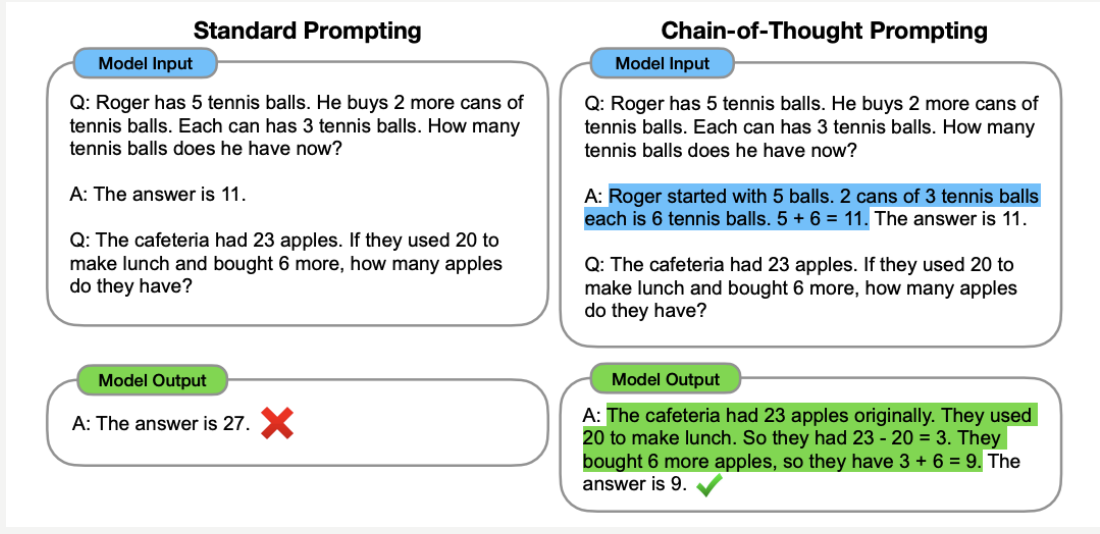 Standard Prompting
Model Input
Q: Roger has 5 tennis balls. He buys 2 more cans of
tennis balls. Each can has 3 tennis balls. How many
tennis balls does he have now?
A: The answer is 11.
Q: The cafeteria had 23 apples. If they used 20 to
make lunch and bought 6 more, how many apples
do they have?
Model Output
A: The answer is 27.
Chain-of-Thought Prompting
Model Input
Q: Roger has 5 tennis balls. He buys 2 more cans of
tennis balls. Each can has 3 tennis balls. How many
tennis balls does he have now?
A: Roger started with 5 balls. 2 cans of 3 tennis balls
each is 6 tennis balls. 5 + 6 = 11. The answer is 11.
Q: The cafeteria had 23 apples. If they used 20 to
make lunch and bought 6 more, how many apples
do they have?
Model Output
A: The cafeteria had 23 apples originally. They used
20 to make lunch. So they had 23 - 20 = 3. They
bought 6 more apples, so they have 3 + 6 = 9. The
answer is 9.